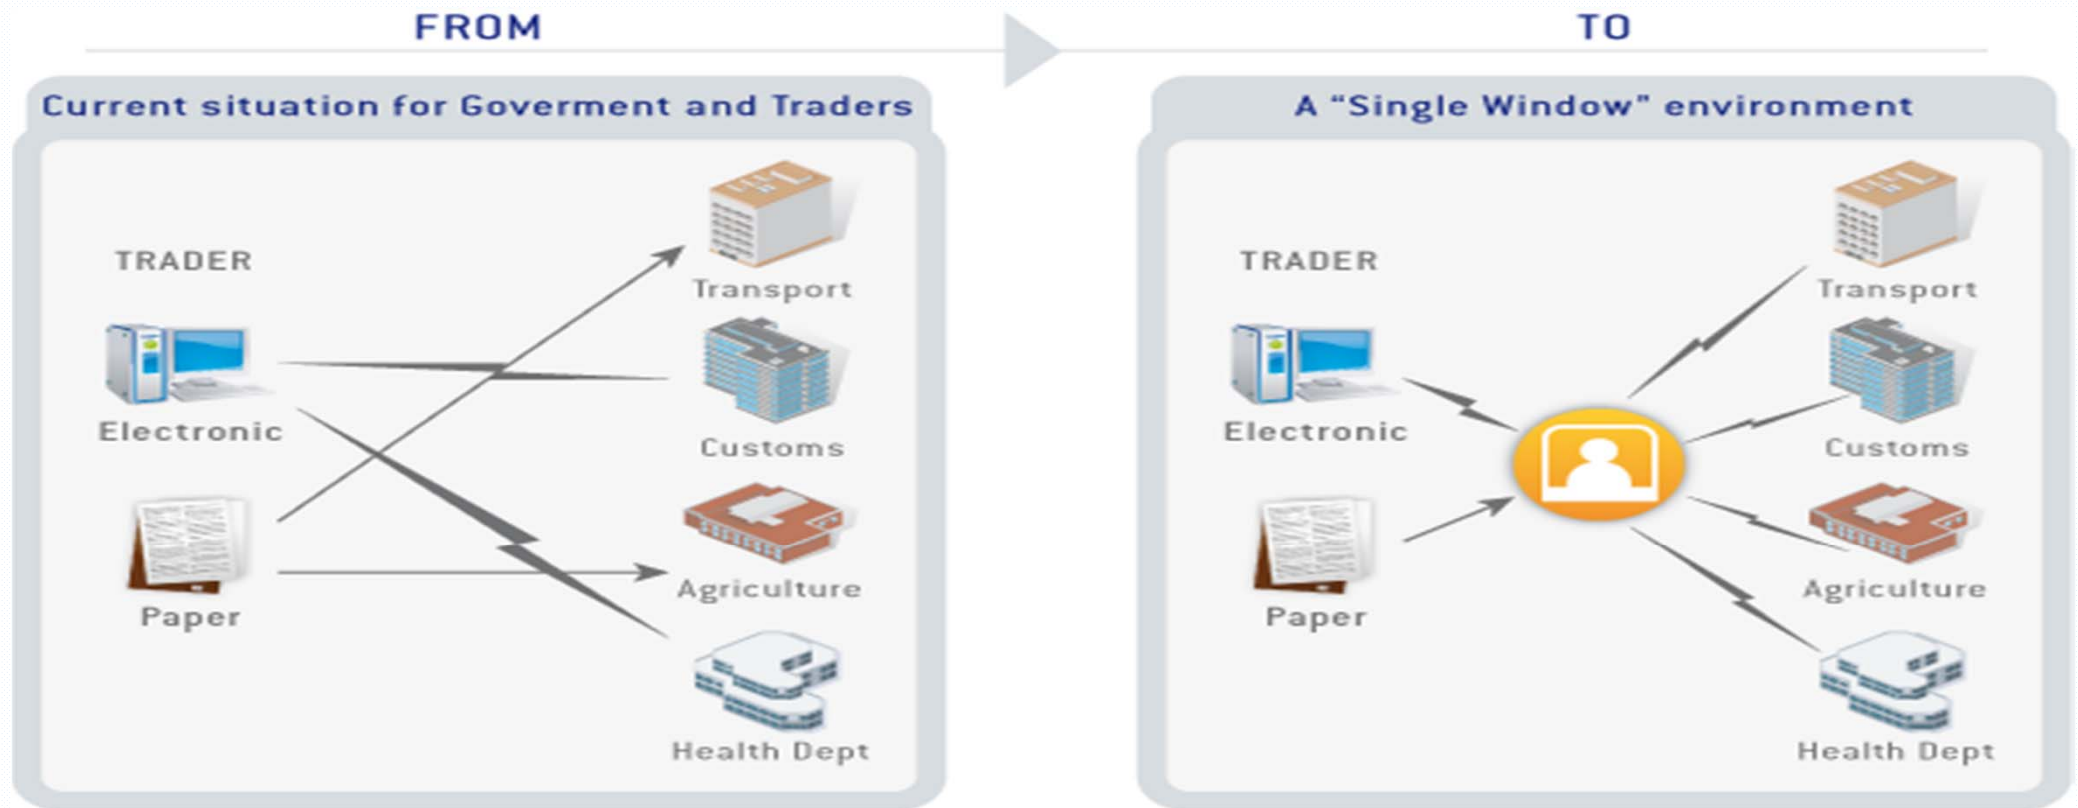 FROM
TO
Current situation for Goverment and Traders
TRADER
Electronic
Paper
Transport
Customs
Agriculture
Health Dept
A “Single Window” environment
TRADER
Electronic
Paper
Transport
Customs
Agriculture
Health Dept